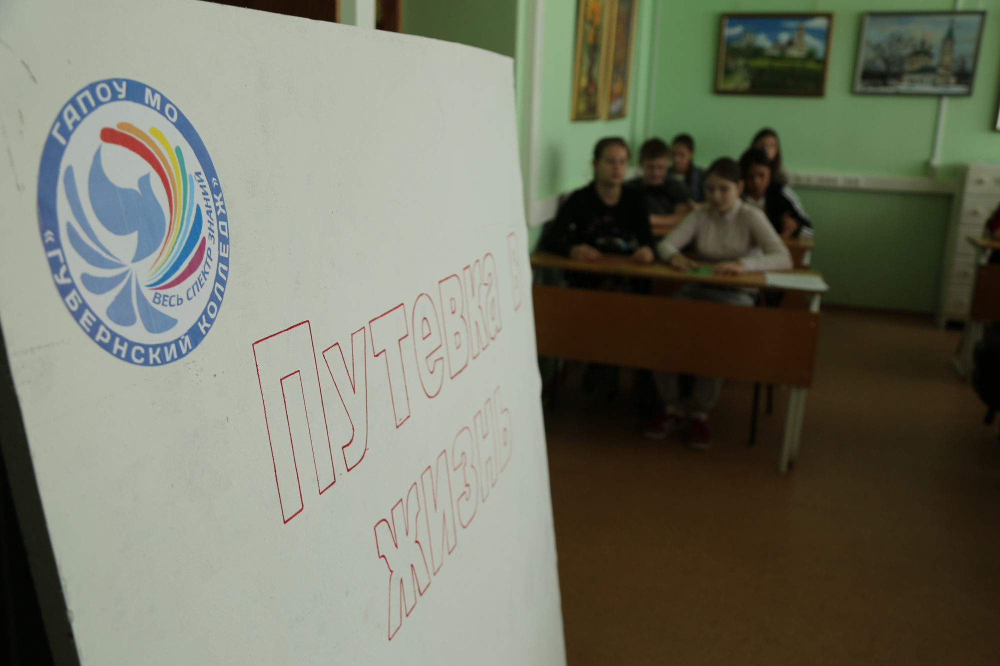 ГАПОУ МО
«ГУБЕРНСКИЙ КОЛЛЕДЖ»
ВЕСЬ СПЕКТР ЗНАНИЙ
Путевка в
жизнь